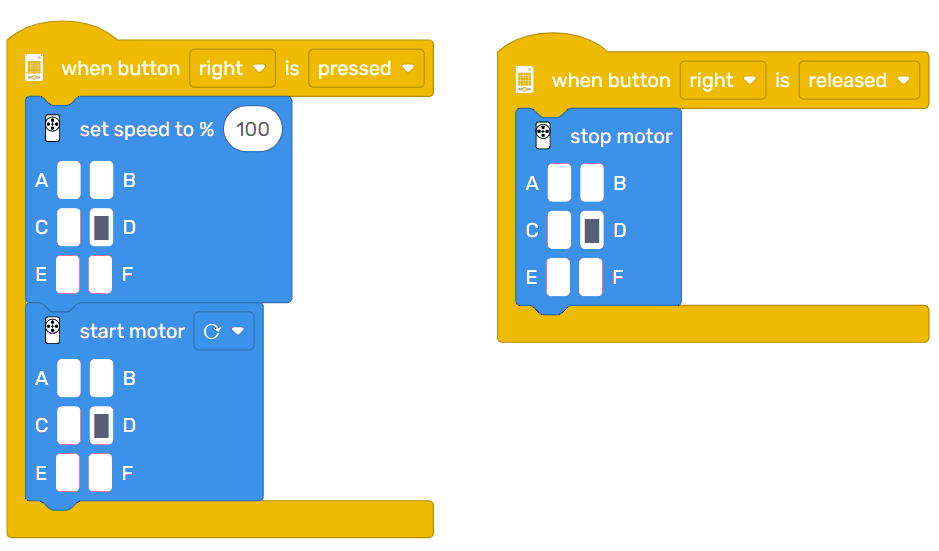 when button right is pressed
set speed to % 100
A B
C D
E F
start motor
A B
C D
E F
when button right is released
stop motor
A B
C D
E F